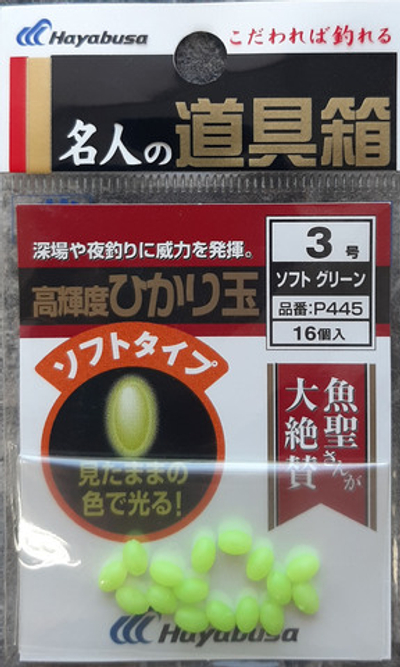 Hayabusa
こだわれば釣れる
名人の道具箱
深場や夜釣りに威力を発揮。
高輝度ひかり玉
3号
ソフト グリーン
品番:P445
16個入
ソフトタイプ
見たままの
色で光る!
魚聖さんが
大絶賛
Hayabusa